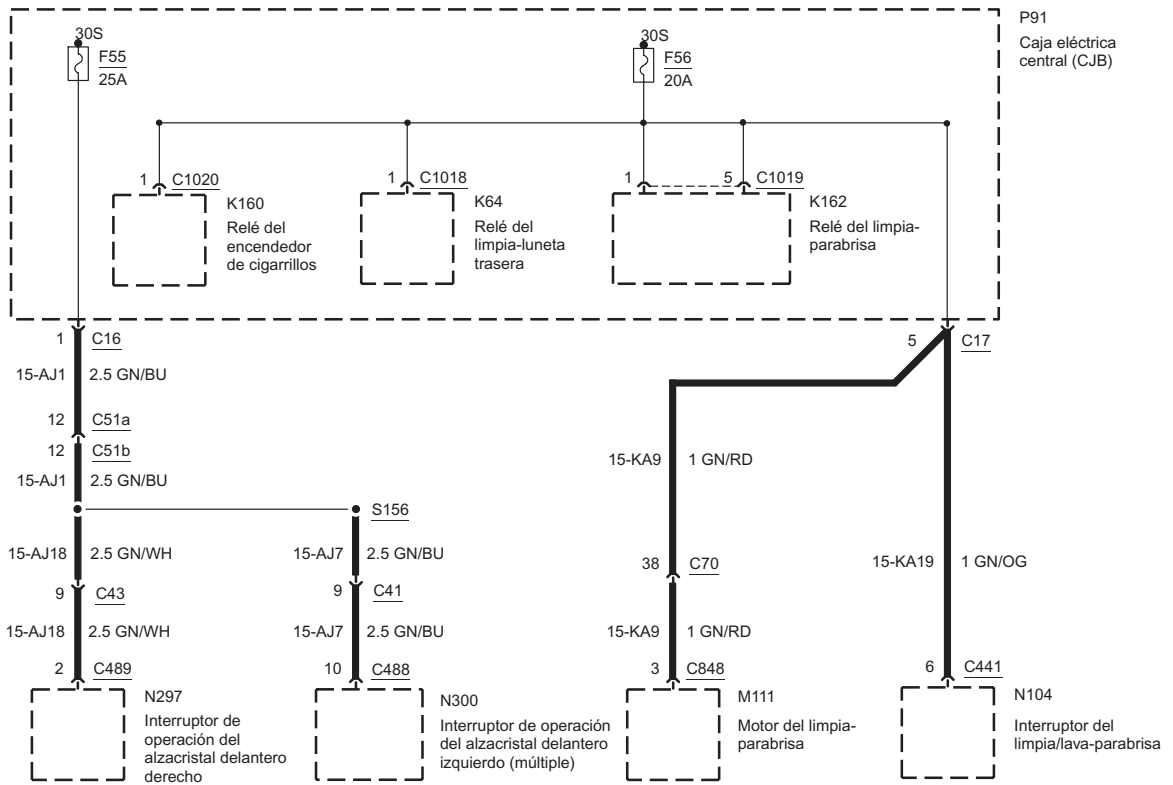 30S
F55
25A
30S
F56
20A
P91
Caja eléctrica
central (CJB)
1 C1020
K160
Relé del
encendedor
de cigarrillos
1 C1018
K64
Relé del
limpia-luneta
trasera
1 5 C1019
K162
Relé del limpia-
parabrisa
1 C16
5 C17
15-AJ1 2.5 GN/BU
12 C51a
12 C51b
15-AJ1 2.5 GN/BU
S156
15-KA9 1 GN/RD
15-AJ18 2.5 GN/WH
15-AJ7 2.5 GN/BU
38 C70
15-KA19 1 GN/OG
9 C43
9 C41
15-AJ18 2.5 GN/WH
15-AJ7 2.5 GN/BU
15-KA9 1 GN/RD
2 C489
10 C488
3 C848
6 C441
N297
Interruptor de
operación del
alzacristal delantero
derecho
N300
Interruptor de operación
del alzacristal delantero
izquierdo (múltiple)
M111
Motor del limpia-
parabrisa
N104
Interruptor del
limpia/lava-parabrisa